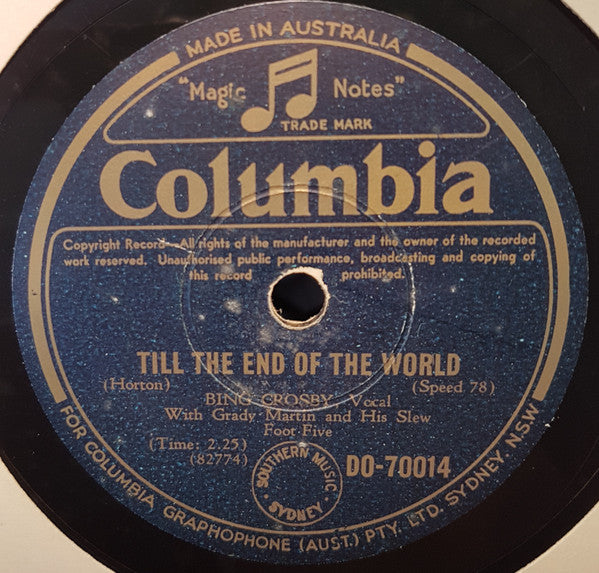 MADE IN AUSTRALIA
"Magic Notes"
TRADE MARK
Columbia
Copyright Record—All rights of the manufacturer and the owner of the recorded
work reserved. Unauthorised public performance, broadcasting and copying of
this record prohibited.
TILL THE END OF THE WORLD
(Horton) (Speed 78)
BING CROSBY, Vocal
With Grady Martin and His Slew
Foot Five
(Time: 2.25)
(82774)
SOUTHERN MUSIC · SYDNEY ·
DO-70014
FOR COLUMBIA GRAPHOPHONE (AUST.) PTY. LTD. SYDNEY. N.S.W